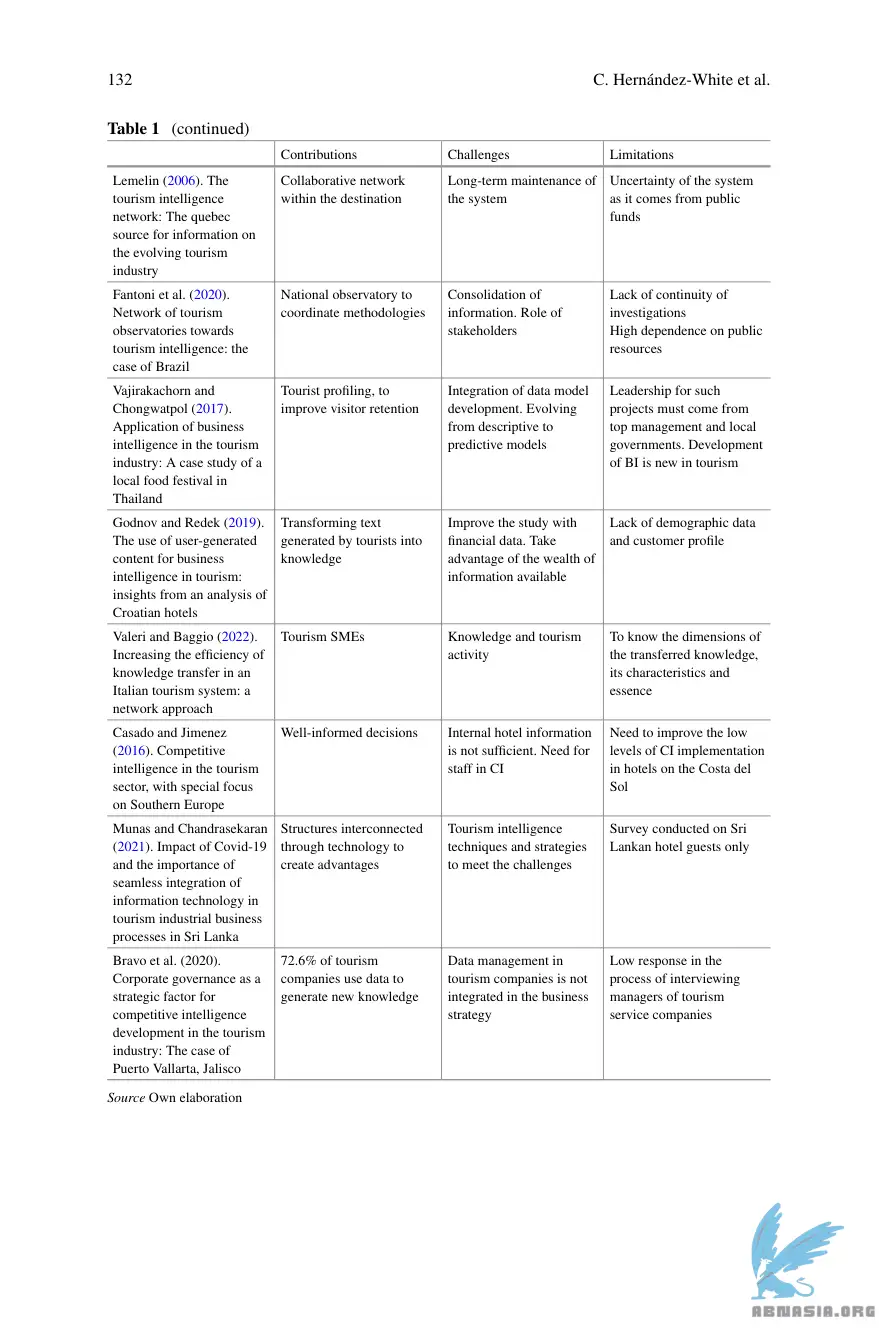 132
C. Hernández-White et al.
Table 1 (continued)
Contributions
Challenges
Limitations
Lemelin (2006). The
tourism intelligence
network: The quebec
source for information on
the evolving tourism
industry
Collaborative network
within the destination
Long-term maintenance of
the system
Uncertainty of the system
as it comes from public
funds
Fantoni et al. (2020).
Network of tourism
observatories towards
tourism intelligence: the
case of Brazil
National observatory to
coordinate methodologies
Consolidation of
information. Role of
stakeholders
Lack of continuity of
investigations
High dependence on public
resources
Vajirakachorn and
Chongwatpol (2017).
Application of business
intelligence in the tourism
industry: A case study of a
local food festival in
Thailand
Tourist profiling, to
improve visitor retention
Integration of data model
development. Evolving
from descriptive to
predictive models
Leadership for such
projects must come from
top management and local
governments. Development
of BI is new in tourism
Godnov and Redek (2019).
The use of user-generated
content for business
intelligence in tourism:
insights from an analysis of
Croatian hotels
Transforming text
generated by tourists into
knowledge
Improve the study with
financial data. Take
advantage of the wealth of
information available
Lack of demographic data
and customer profile
Valeri and Baggio (2022).
Increasing the efficiency of
knowledge transfer in an
Italian tourism system: a
network approach
Tourism SMEs
Knowledge and tourism
activity
To know the dimensions of
the transferred knowledge,
its characteristics and
essence
Casado and Jimenez
(2016). Competitive
intelligence in the tourism
sector, with special focus
on Southern Europe
Well-informed decisions
Internal hotel information
is not sufficient. Need for
staff in CI
Need to improve the low
levels of CI implementation
in hotels on the Costa del
Sol
Munas and Chandrasekaran
(2021). Impact of Covid-19
and the importance of
seamless integration of
information technology in
tourism industrial business
processes in Sri Lanka
Structures interconnected
through technology to
create advantages
Tourism intelligence
techniques and strategies
to meet the challenges
Survey conducted on Sri
Lankan hotel guests only
Bravo et al. (2020).
Corporate governance as a
strategic factor for
competitive intelligence
development in the tourism
industry: The case of
Puerto Vallarta, Jalisco
72.6% of tourism
companies use data to
generate new knowledge
Data management in
tourism companies is not
integrated in the business
strategy
Low response in the
process of interviewing
managers of tourism
service companies
Source Own elaboration
ABNASIA.ORG